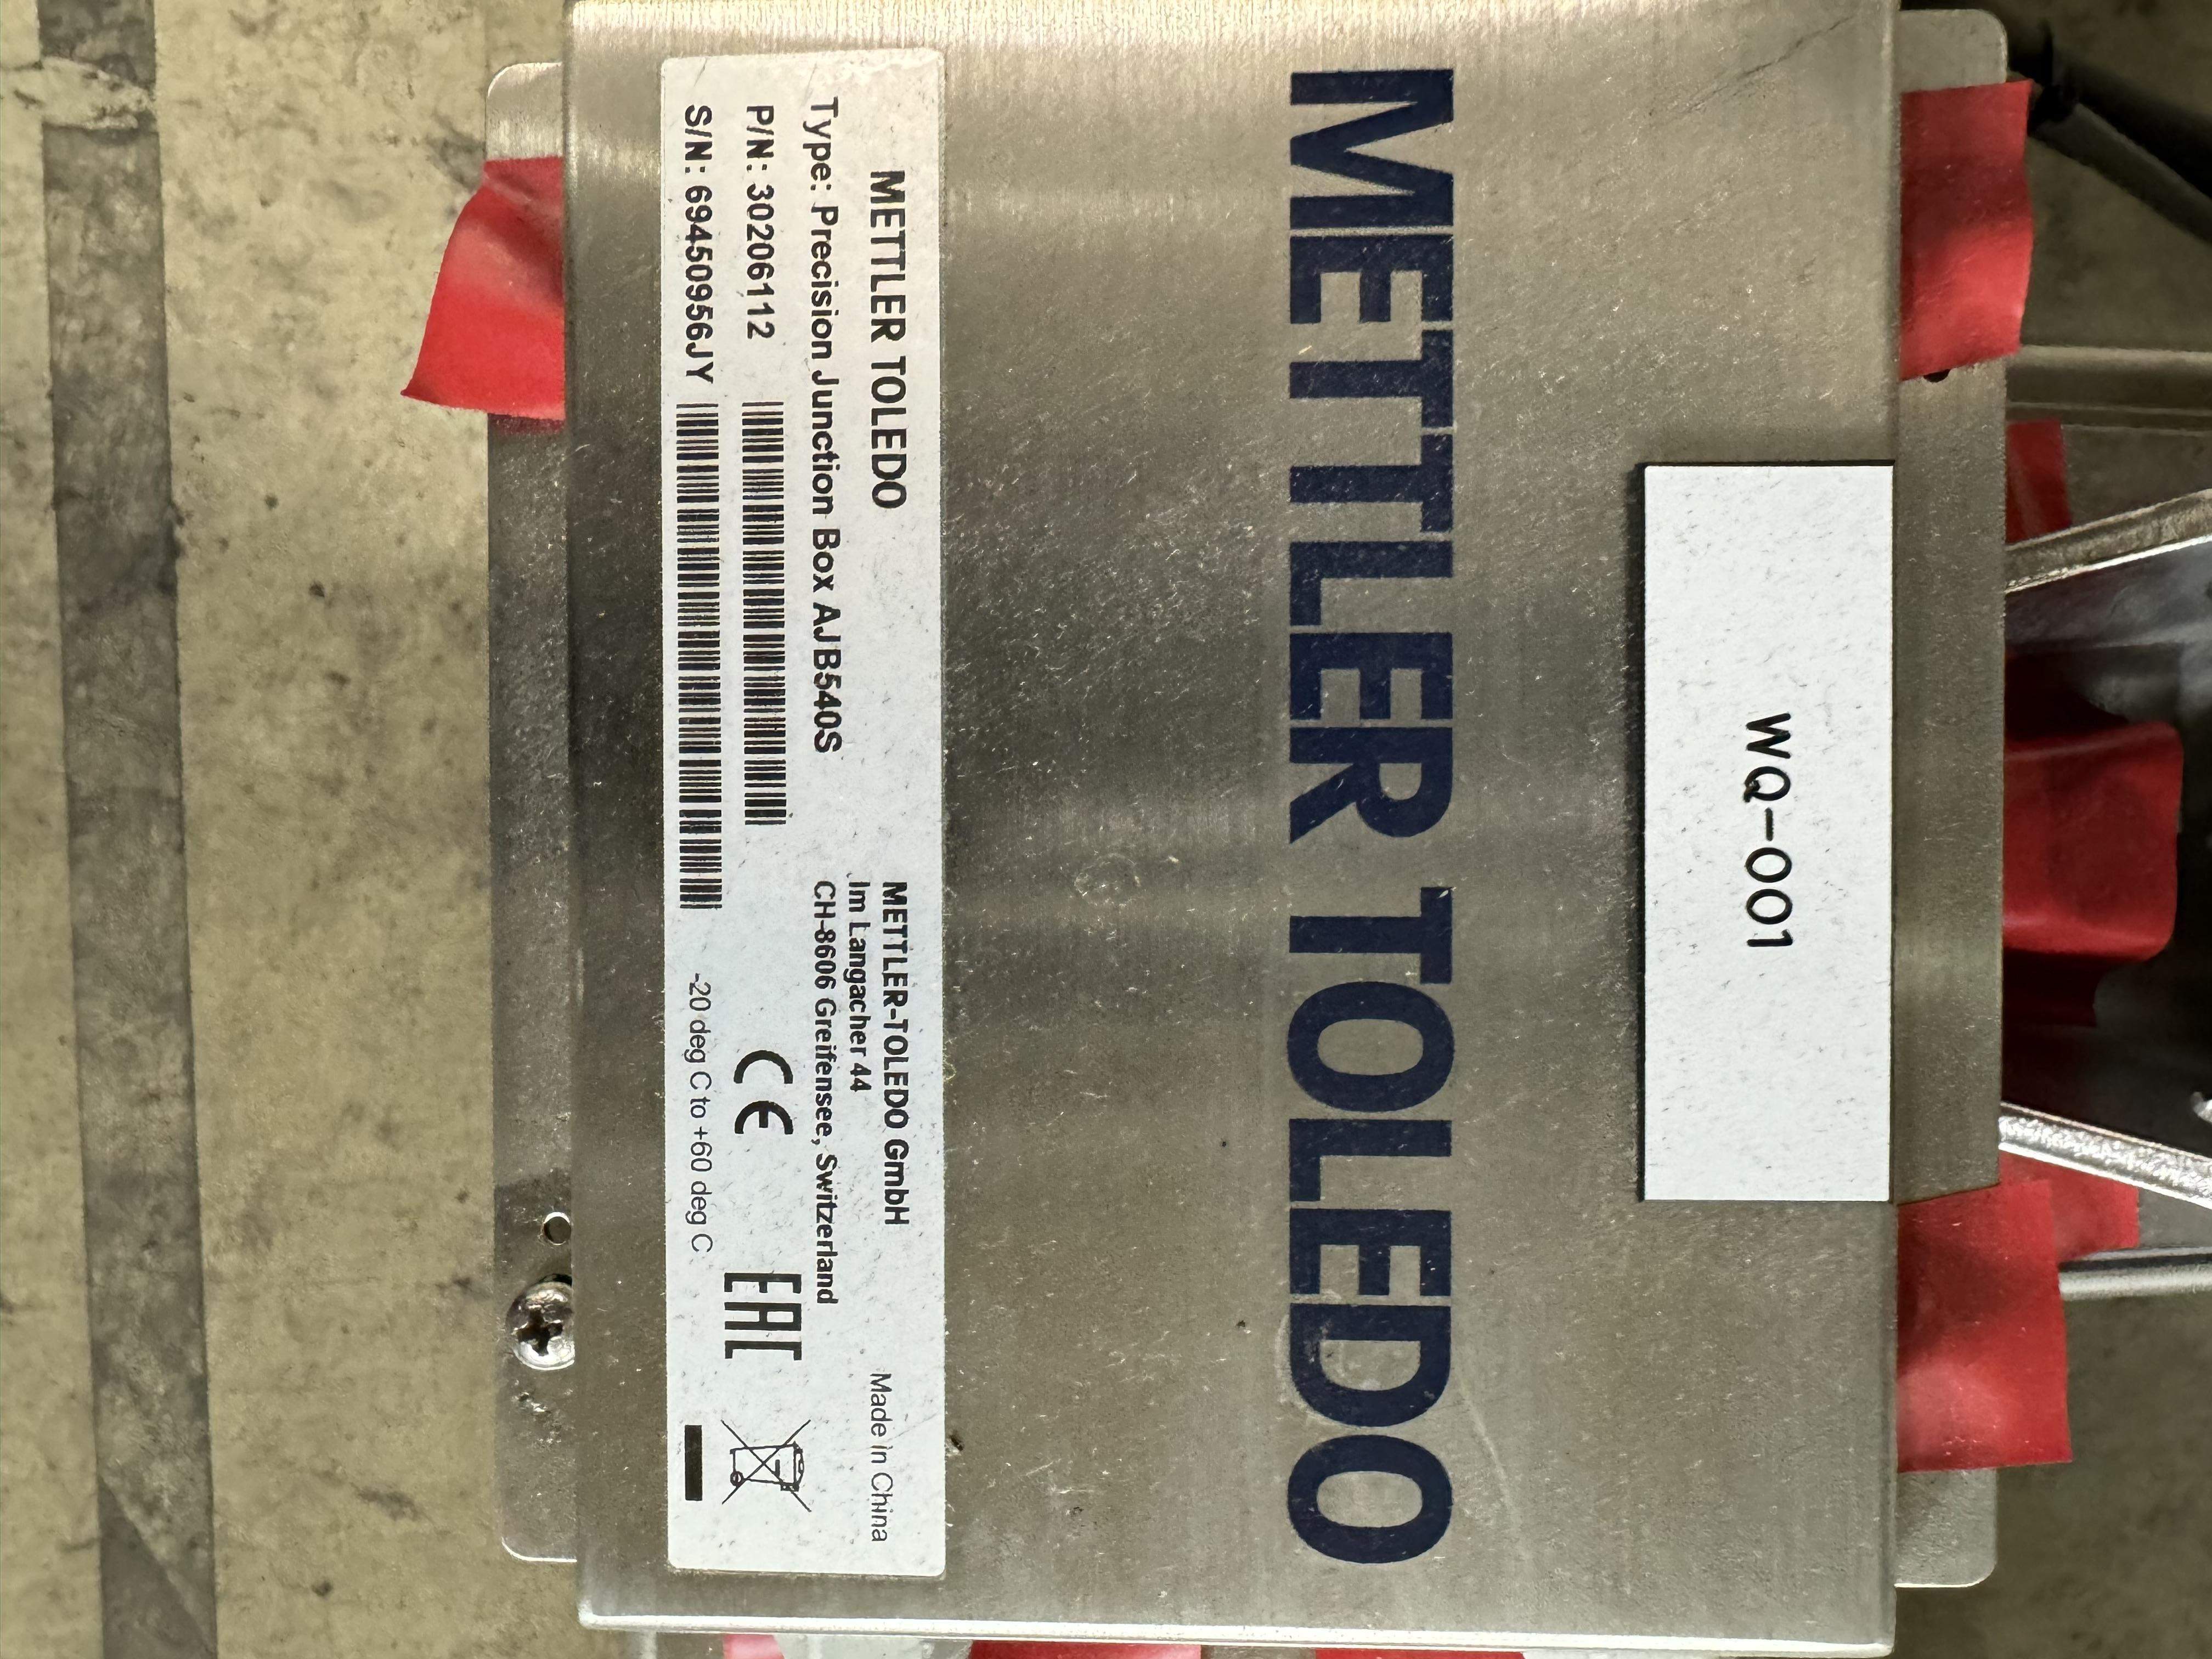 WQ-001
METTLER TOLEDO
METTLER TOLEDO
Type: Precision Junction Box AJB540S
P/N: 30206112
S/N: 69450956JY
METTLER-TOLEDO GmbH
Im Langacher 44
CH-8606 Greifensee, Switzerland
Made in China
CE
EAC
-20 deg C to +60 deg C